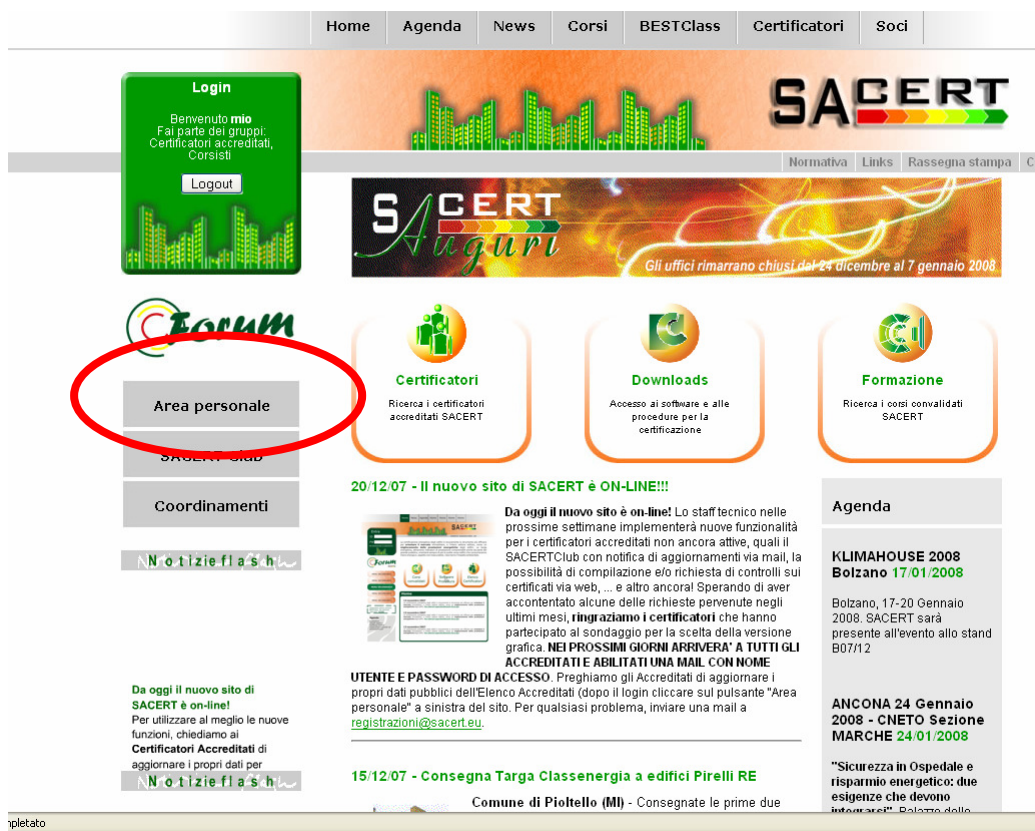 Home Agenda News Corsi BESTClass Certificatori Soci
Login
Benvenuto mio
Fai parte dei gruppi:
Certificatori accreditati,
Corsisti
Logout
SACERT
Normativa Links Rassegna stampa
SACERT
Auguri
Gli uffici rimarrano chiusi dal 24 dicembre al 7 gennaio 2008
Forum
Area personale
SACERT Club
Coordinamenti
Notizieflash
Da oggi il nuovo sito di
SACERT è on-line!
Per utilizzare al meglio le nuove
funzioni, chiediamo ai
Certificatori Accreditati di
aggiornare i propri dati per
Notizieflash
Certificatori
Ricerca i certificatori
accreditati SACERT
Downloads
Accesso ai software e alle
procedure per la
certificazione
Formazione
Ricerca i corsi convalidati
SACERT
20/12/07 - Il nuovo sito di SACERT è ON-LINE!!!
Da oggi il nuovo sito è on-line! Lo staff tecnico nelle
prossime settimane implementerà nuove funzionalità
per i certificatori accreditati non ancora attive, quali il
SACERTClub con notifica di aggiornamenti via mail, la
possibilità di compilazione e/o richiesta di controlli sui
certificati via web, ... e altro ancora! Sperando di aver
accontentato alcune delle richieste pervenute negli
ultimi mesi, ringraziamo i certificatori che hanno
partecipato al sondaggio per la scelta della versione
grafica. NEI PROSSIMI GIORNI ARRIVERA' A TUTTI GLI
ACCREDITATI E ABILITATI UNA MAIL CON NOME
UTENTE E PASSWORD DI ACCESSO. Preghiamo gli Accreditati di aggiornare i
propri dati pubblici dell'Elenco Accreditati (dopo il login cliccare sul pulsante "Area
personale" a sinistra del sito. Per qualsiasi problema, inviare una mail a
registrazioni@sacert.eu.
15/12/07 - Consegna Targa Classenergia a edifici Pirelli RE
Comune di Pioltello (MI) - Consegnate le prime due
Agenda
KLIMAHOUSE 2008
Bolzano 17/01/2008
Bolzano, 17-20 Gennaio
2008. SACERT sarà
presente all'evento allo stand
B07/12
ANCONA 24 Gennaio
2008 - CNETO Sezione
MARCHE 24/01/2008
"Sicurezza in Ospedale e
risparmio energetico: due
esigenze che devono
integrarsi". Palazzo delle
mpletato